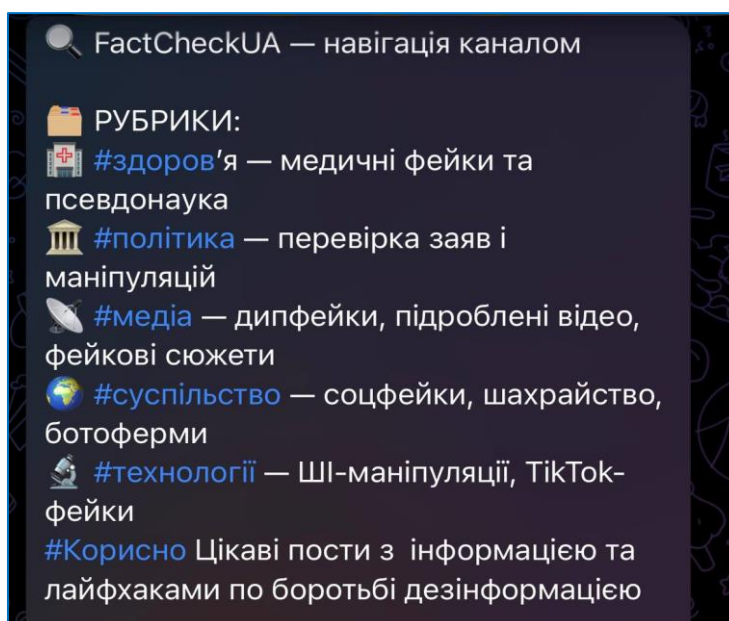 🔍 FactCheckUA — навігація каналом
🗂️ РУБРИКИ:
🏥 #здоров’я — медичні фейки та
псевдонаука
🏛️ #політика — перевірка заяв і
маніпуляцій
📡 #медіа — дипфейки, підроблені відео,
фейкові сюжети
🌍 #суспільство — соцфейки, шахрайство,
ботоферми
🔬 #технології — ШІ-маніпуляції, TikTok-
фейки
#Корисно Цікаві пости з  інформацією та
лайфхаками по боротьбі дезінформацією